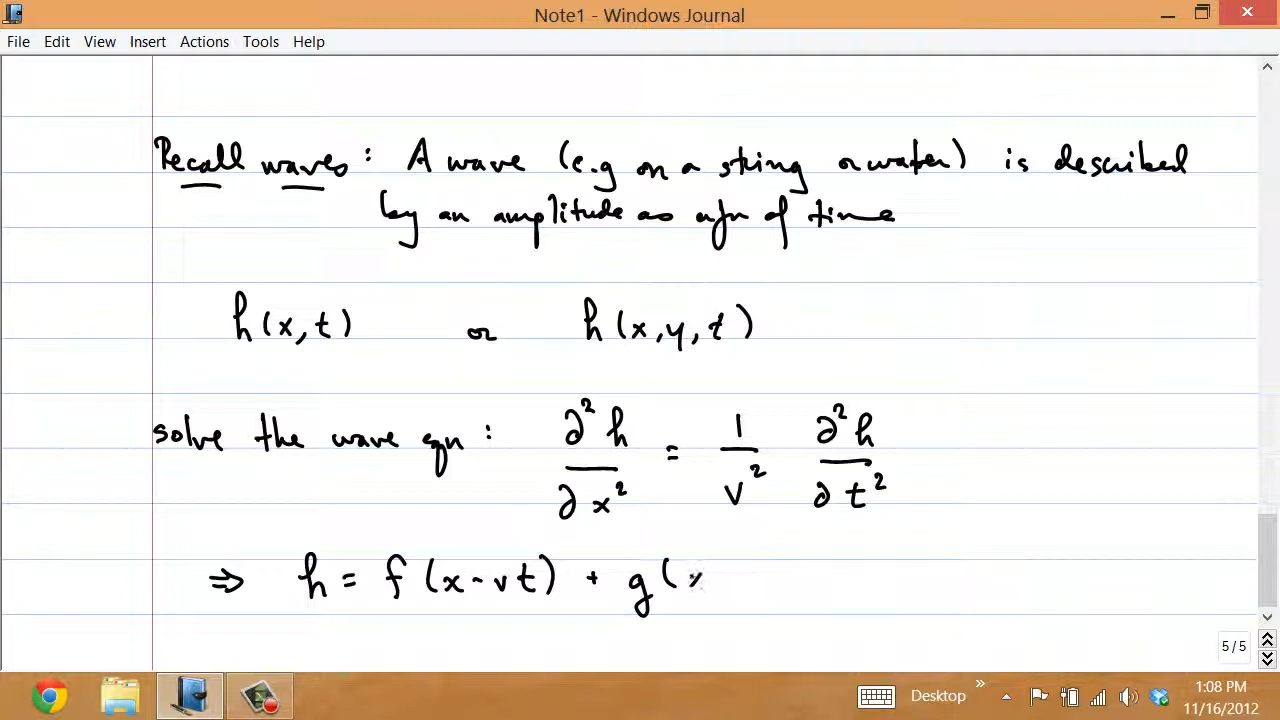 Note1 - Windows Journal
File Edit View Insert Actions Tools Help
Recall waves : A wave (e.g on a string or water) is described
by an amplitude as a fn of time
h(x,t) or h(x,y,t)
solve the wave eqn : ∂²h/∂x² = 1/v² ∂²h/∂t²
⇒ h = f(x-vt) + g(x
5/5
Desktop » 1:08 PM
11/16/2012